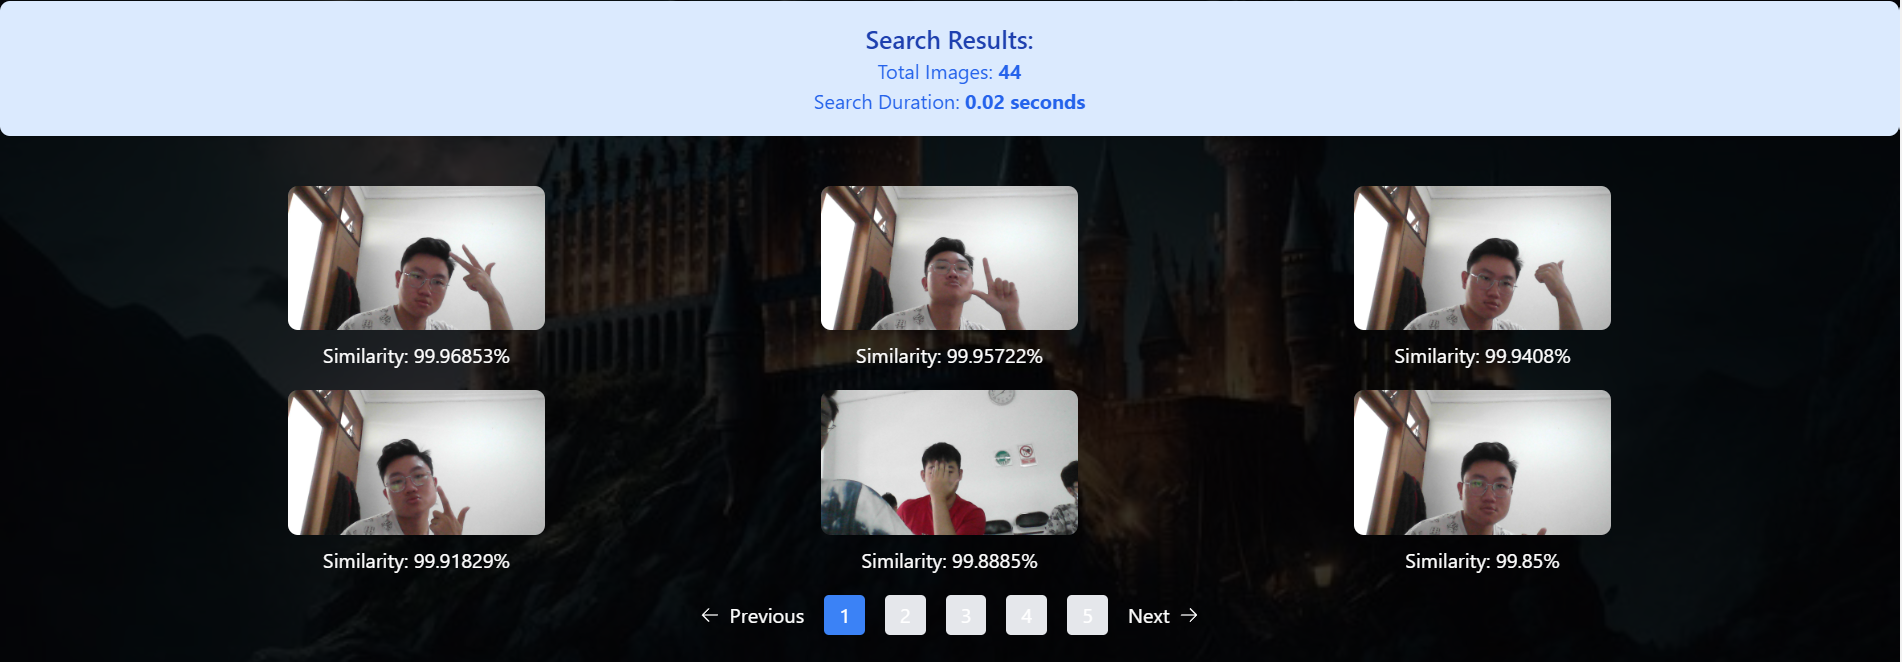 Search Results:
Total Images: 44
Search Duration: 0.02 seconds
Similarity: 99.96853%
Similarity: 99.95722%
Similarity: 99.9408%
Similarity: 99.91829%
Similarity: 99.8885%
Similarity: 99.85%
← Previous 1 2 3 4 5 Next →